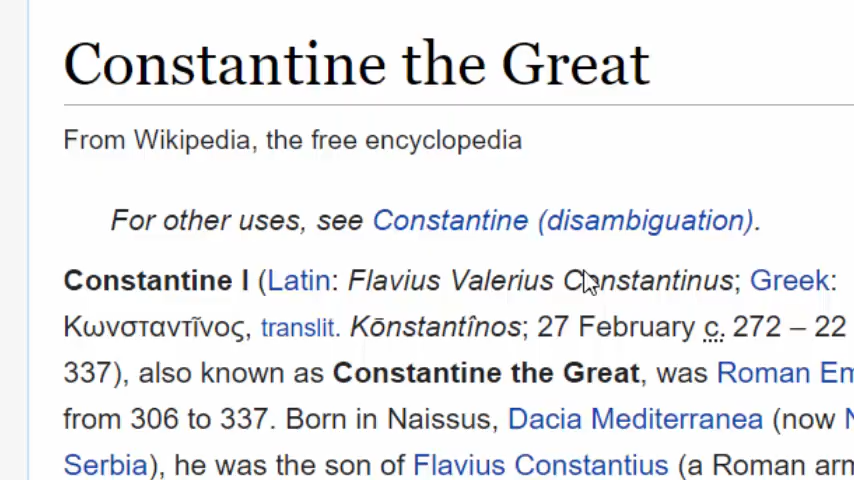 Constantine the Great
From Wikipedia, the free encyclopedia
For other uses, see Constantine (disambiguation).
Constantine I (Latin: Flavius Valerius Constantinus; Greek:
Κωνσταντῖνος, translit. Kōnstantînos; 27 February c. 272 – 22
337), also known as Constantine the Great, was Roman
from 306 to 337. Born in Naissus, Dacia Mediterranea (now
Serbia), he was the son of Flavius Constantius (a Roman